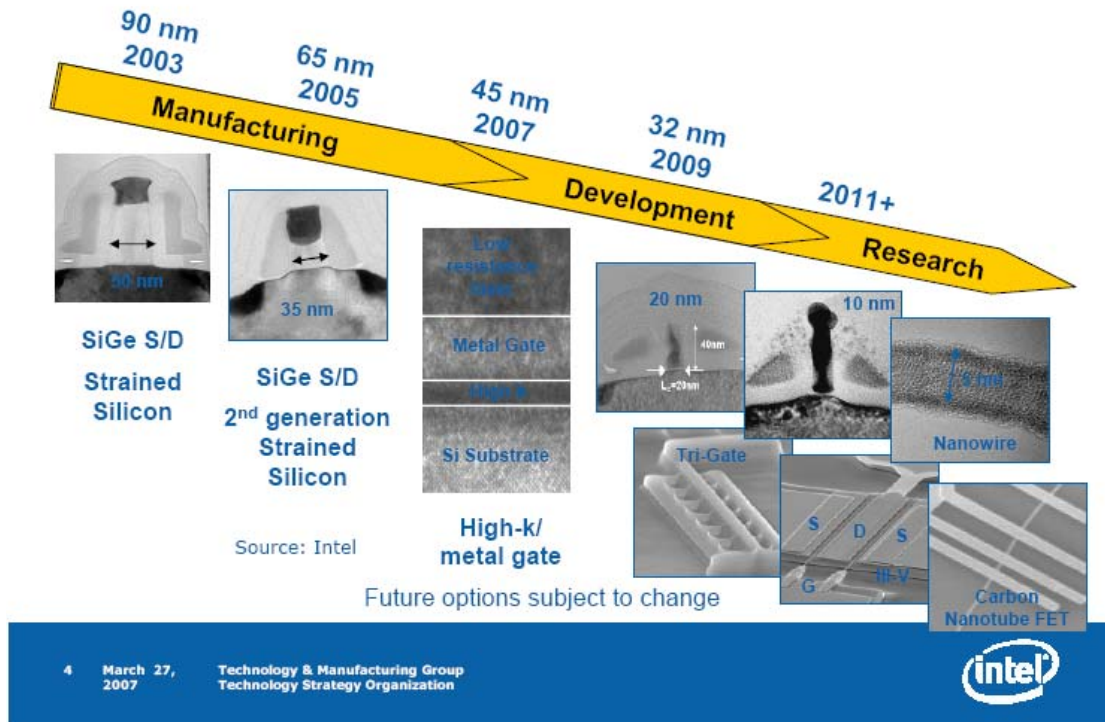 90 nm
2003
65 nm
2005
45 nm
2007
32 nm
2009
2011+
Manufacturing
Development
Research
50 nm
SiGe S/D
Strained
Silicon
35 nm
SiGe S/D
2nd generation
Strained
Silicon
Low
resistance
Metal Gate
High-k
Si Substrate
High-k/
metal gate
20 nm
40nm
LG=20nm
10 nm
5 nm
Nanowire
Tri-Gate
S
D
S
G
III-V
Carbon
Nanotube FET
Source: Intel
Future options subject to change
4
March 27,
2007
Technology & Manufacturing Group
Technology Strategy Organization
intel®